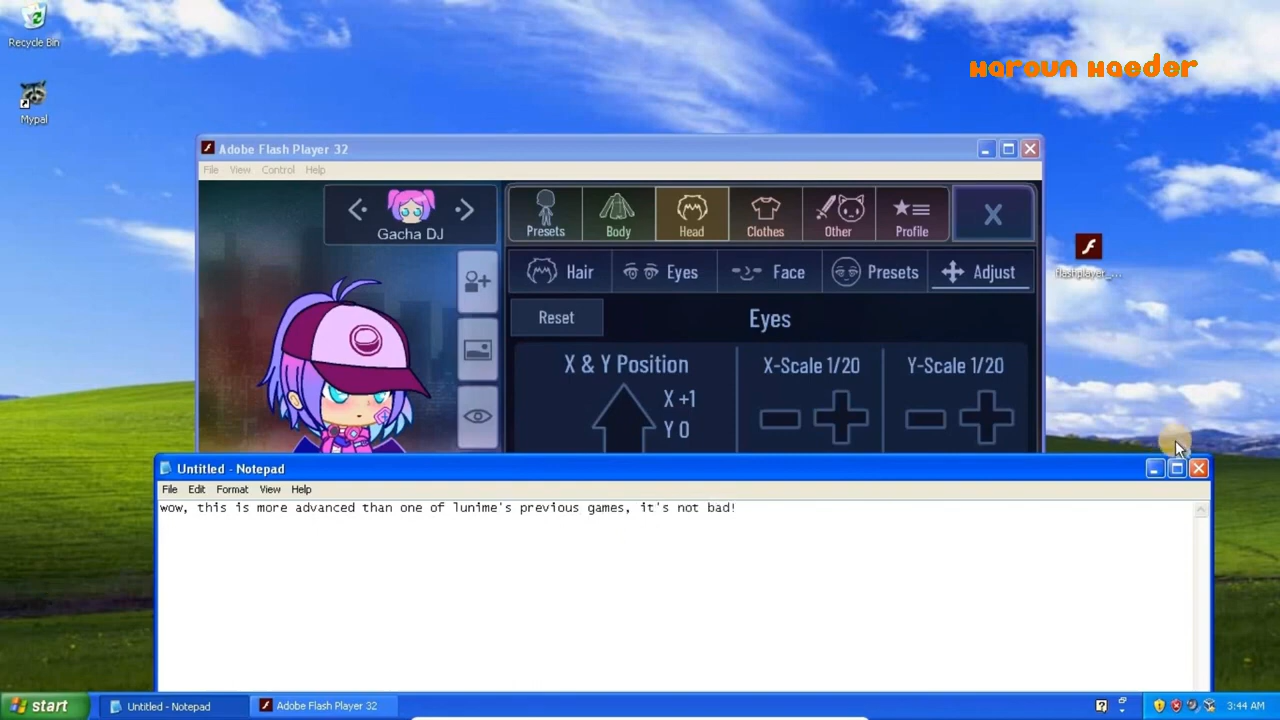 Recycle Bin
Haroun Haeder
Mypal
Adobe Flash Player 32
File View Control Help
Gacha DJ
Presets Body Head Clothes Other Profile X
Hair Eyes Face Presets Adjust
flashplayer_...
Reset Eyes
X & Y Position X-Scale 1/20 Y-Scale 1/20
X +1
Y 0
Untitled - Notepad
File Edit Format View Help
wow, this is more advanced than one of lunime's previous games, it's not bad!
start Untitled - Notepad Adobe Flash Player 32 3:44 AM